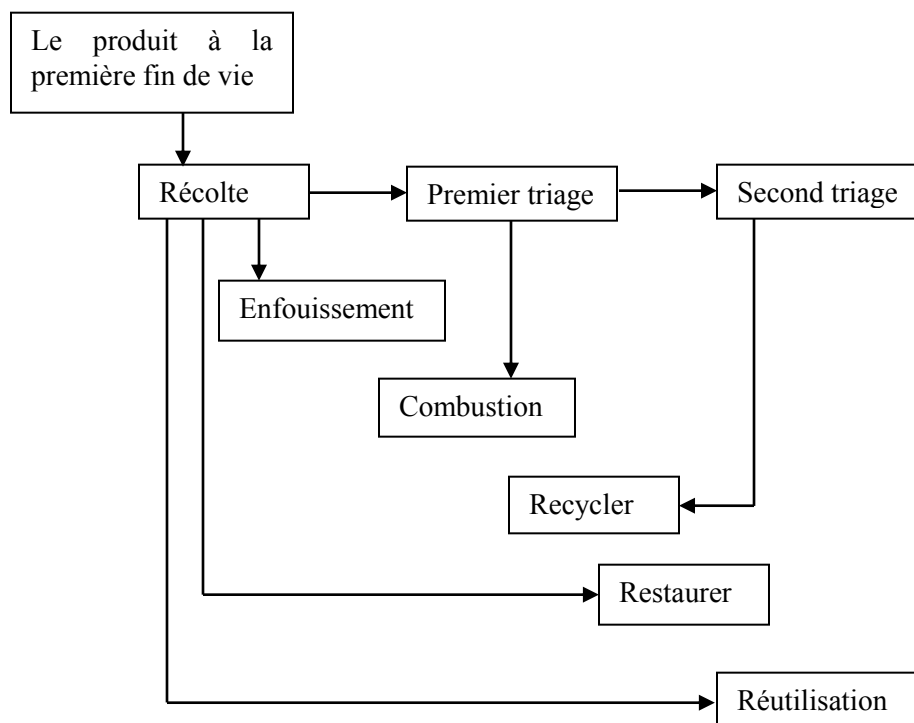 Le produit à la
première fin de vie
Récolte
Premier triage
Second triage
Enfouissement
Combustion
Recycler
Restaurer
Réutilisation